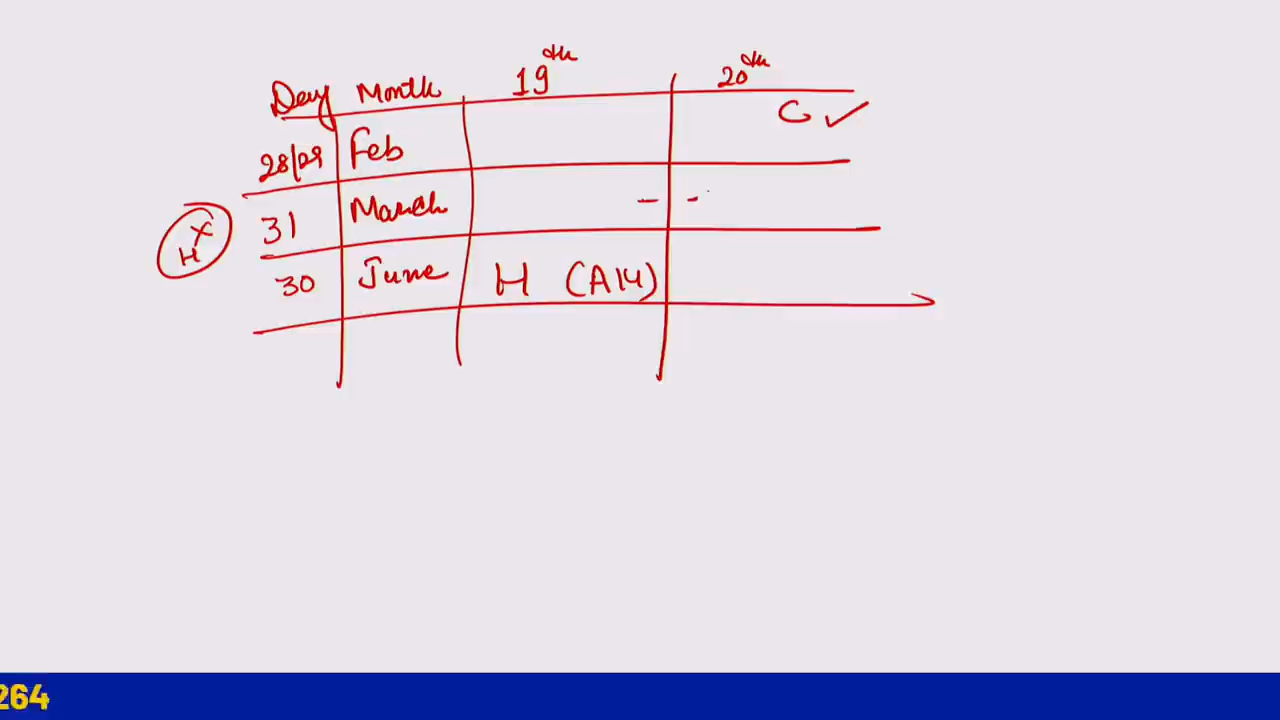 Day Month 19th 20th
28/29 Feb G ✓
X H 31 March - -
30 June H (A14)
264